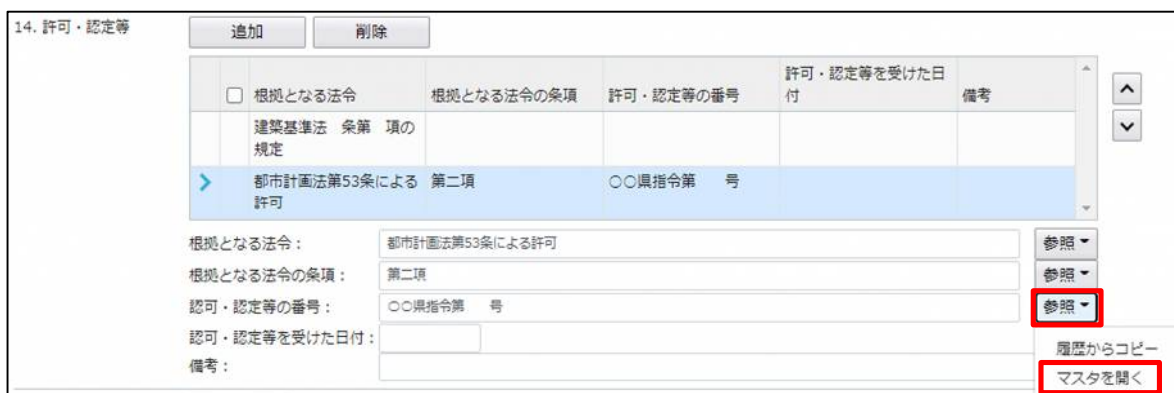 14. 許可・認定等
追加 削除
根拠となる法令 根拠となる法令の条項 許可・認定等の番号 許可・認定等を受けた日付 備考
建築基準法　条第　項の規定
都市計画法第53条による許可 第二項 〇〇県指令第　　号
根拠となる法令： 都市計画法第53条による許可 参照
根拠となる法令の条項： 第二項 参照
認可・認定等の番号： 〇〇県指令第　　号 参照
認可・認定等を受けた日付：
備考：
履歴からコピー
マスタを開く